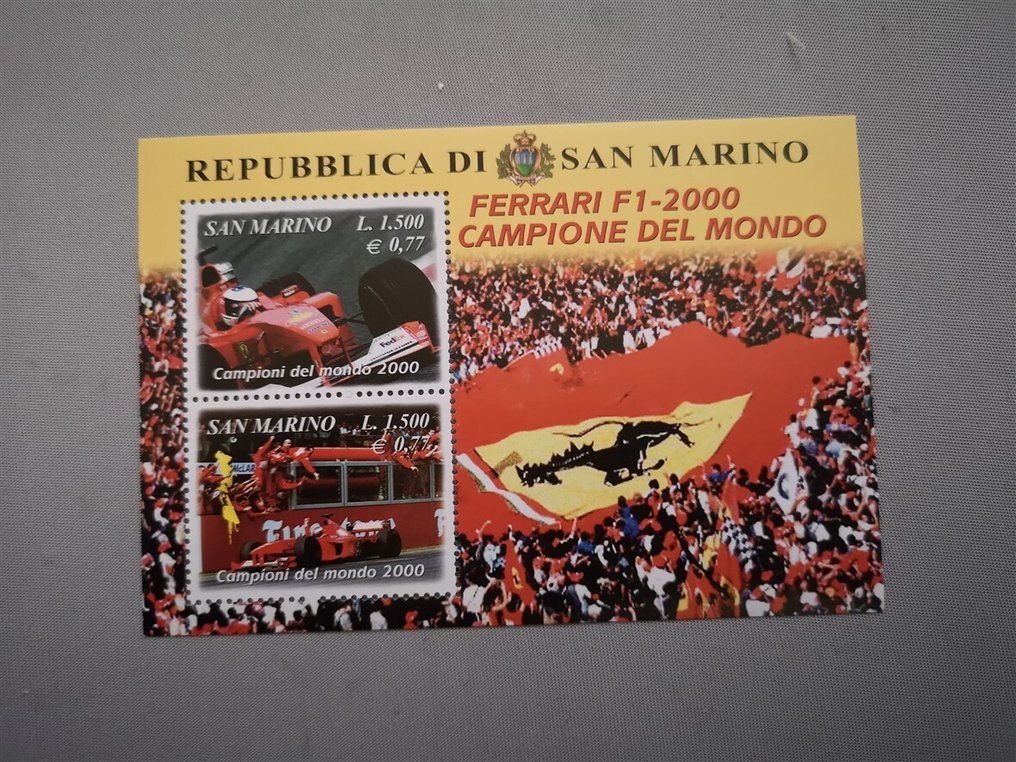 REPUBBLICA DI SAN MARINO
FERRARI F1-2000
CAMPIONE DEL MONDO
SAN MARINO L. 1.500
€ 0,77
FedEx
Campioni del mondo 2000
SAN MARINO L. 1.500
€ 0,77
Campioni del mondo 2000